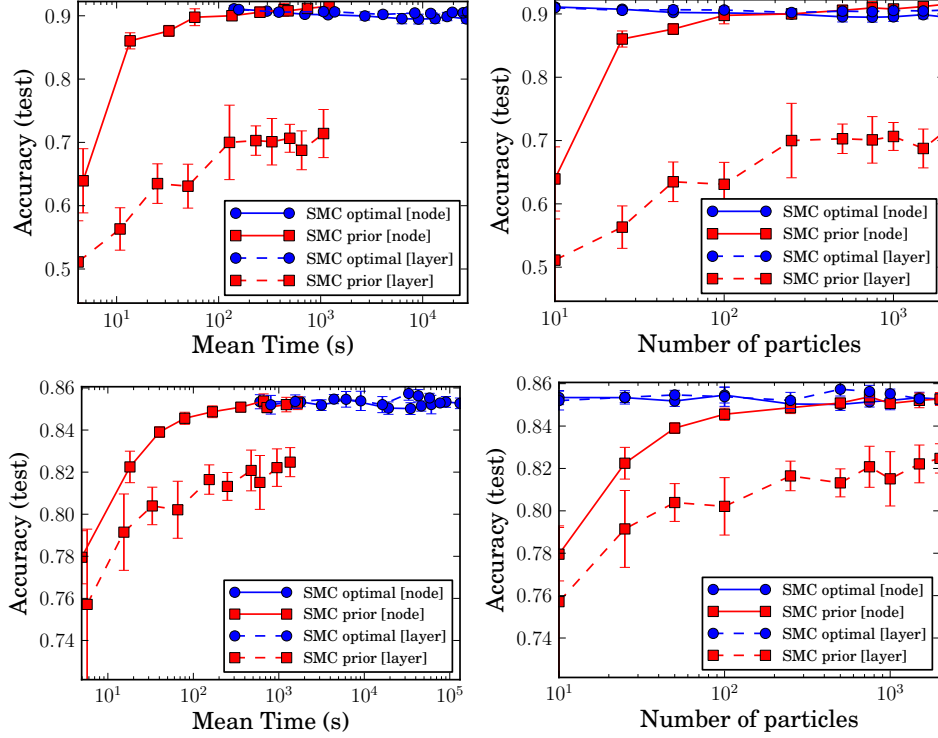 0.9
0.8
0.7
0.6
0.5
Accuracy (test)
SMC optimal [node]
SMC prior [node]
SMC optimal [layer]
SMC prior [layer]
10^1 10^2 10^3 10^4
Mean Time (s)
0.9
0.8
0.7
0.6
0.5
Accuracy (test)
SMC optimal [node]
SMC prior [node]
SMC optimal [layer]
SMC prior [layer]
10^1 10^2 10^3
Number of particles
0.86
0.84
0.82
0.80
0.78
0.76
0.74
Accuracy (test)
SMC optimal [node]
SMC prior [node]
SMC optimal [layer]
SMC prior [layer]
10^1 10^2 10^3 10^4 10^5
Mean Time (s)
0.86
0.84
0.82
0.80
0.78
0.76
0.74
Accuracy (test)
SMC optimal [node]
SMC prior [node]
SMC optimal [layer]
SMC prior [layer]
10^1 10^2 10^3
Number of particles